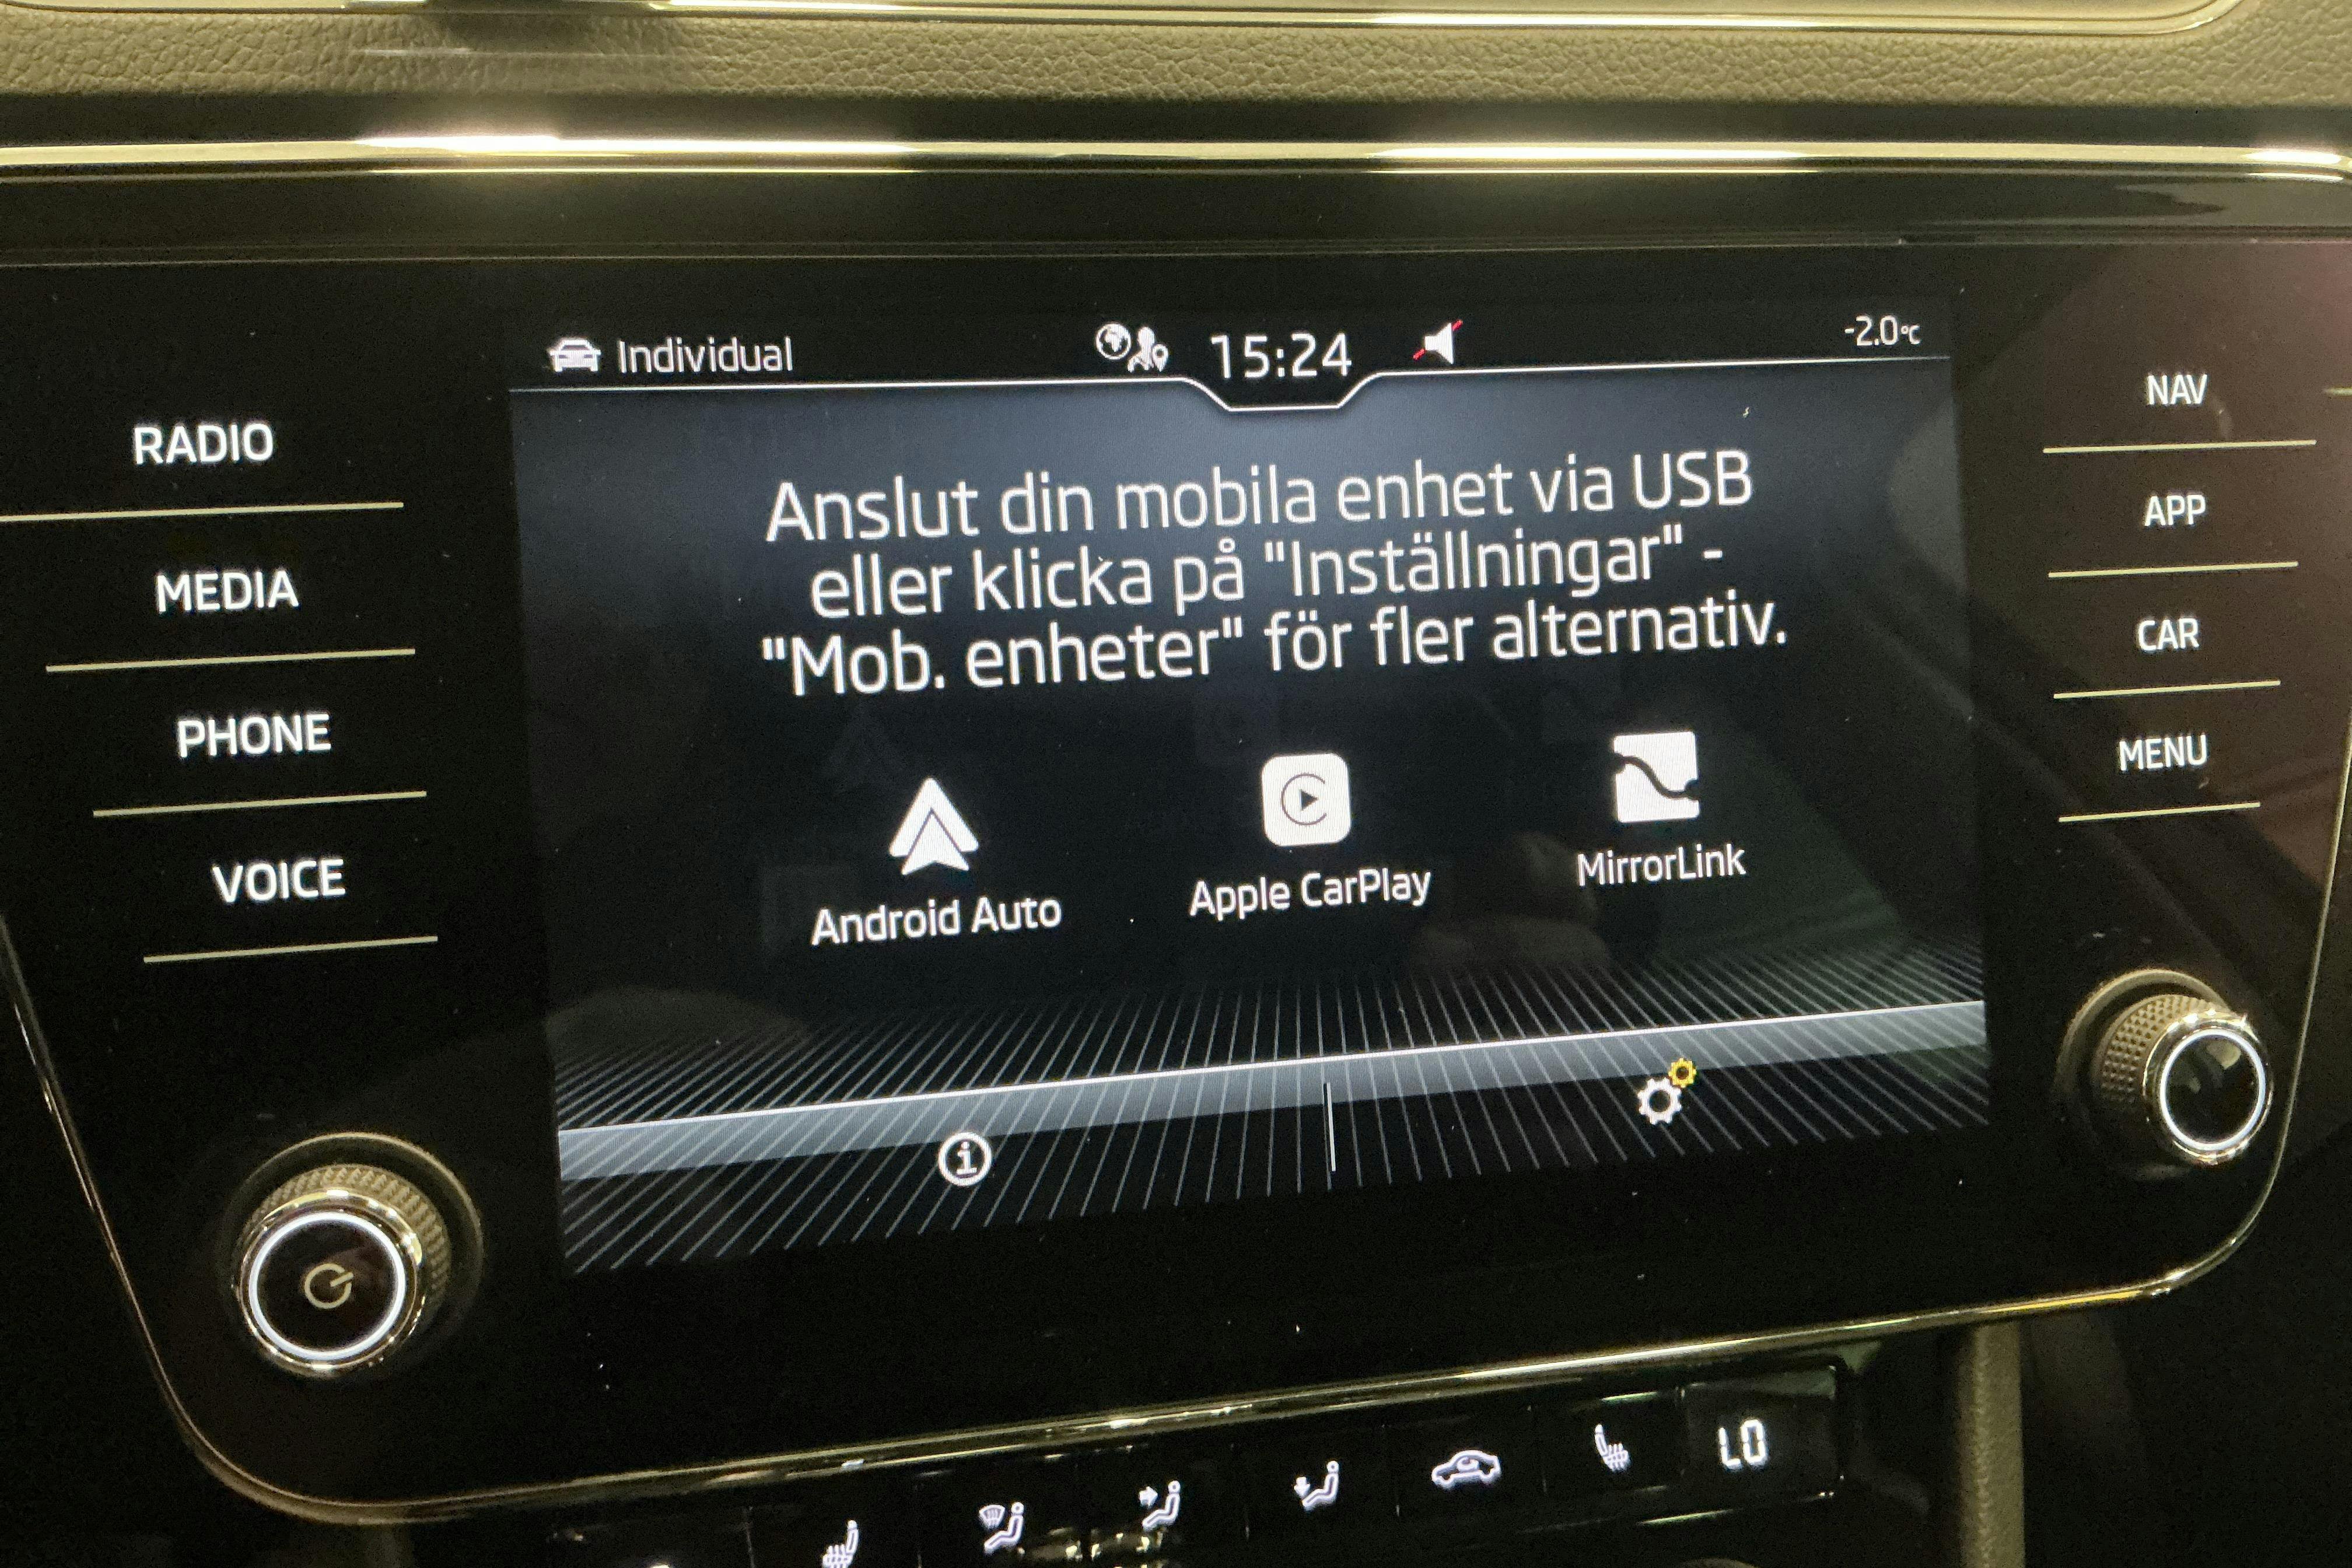 Individual
15:24
-2.0°C
RADIO
MEDIA
PHONE
VOICE
Anslut din mobila enhet via USB
eller klicka på "Inställningar" -
"Mob. enheter" för fler alternativ.
Android Auto
Apple CarPlay
MirrorLink
NAV
APP
CAR
MENU
LO